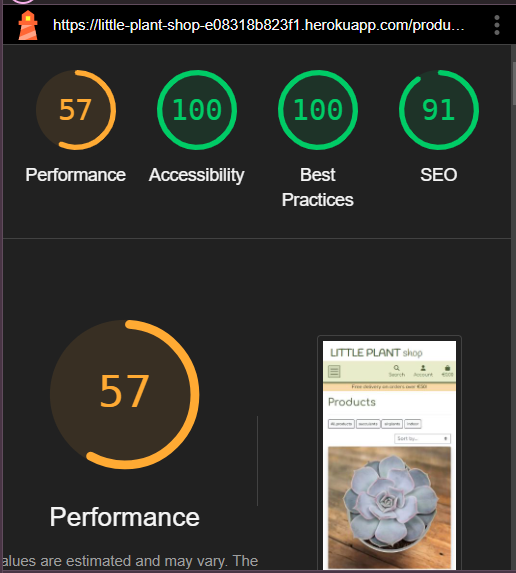 https://little-plant-shop-e08318b823f1.herokuapp.com/produ...
57
100
100
91
Performance
Accessibility
Best
Practices
SEO
57
LITTLE PLANT shop
Search
Account
€0.00
Free delivery on orders over €50!
Products
All products
succulents
air plants
indoor
Sort by...
Performance
alues are estimated and may vary. The